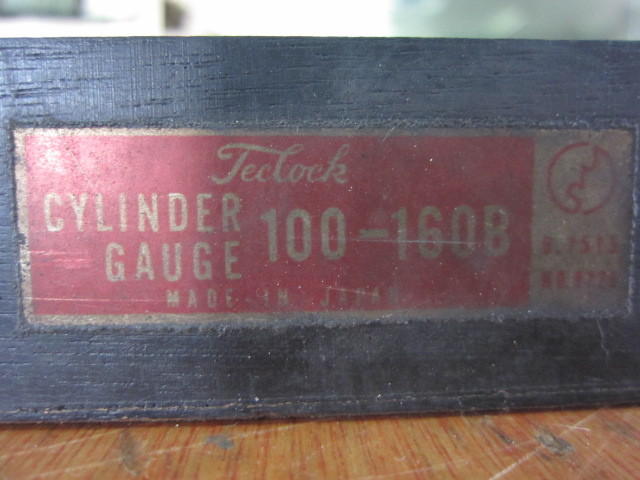 Teclock
CYLINDER
GAUGE
100-160B
MADE IN JAPAN